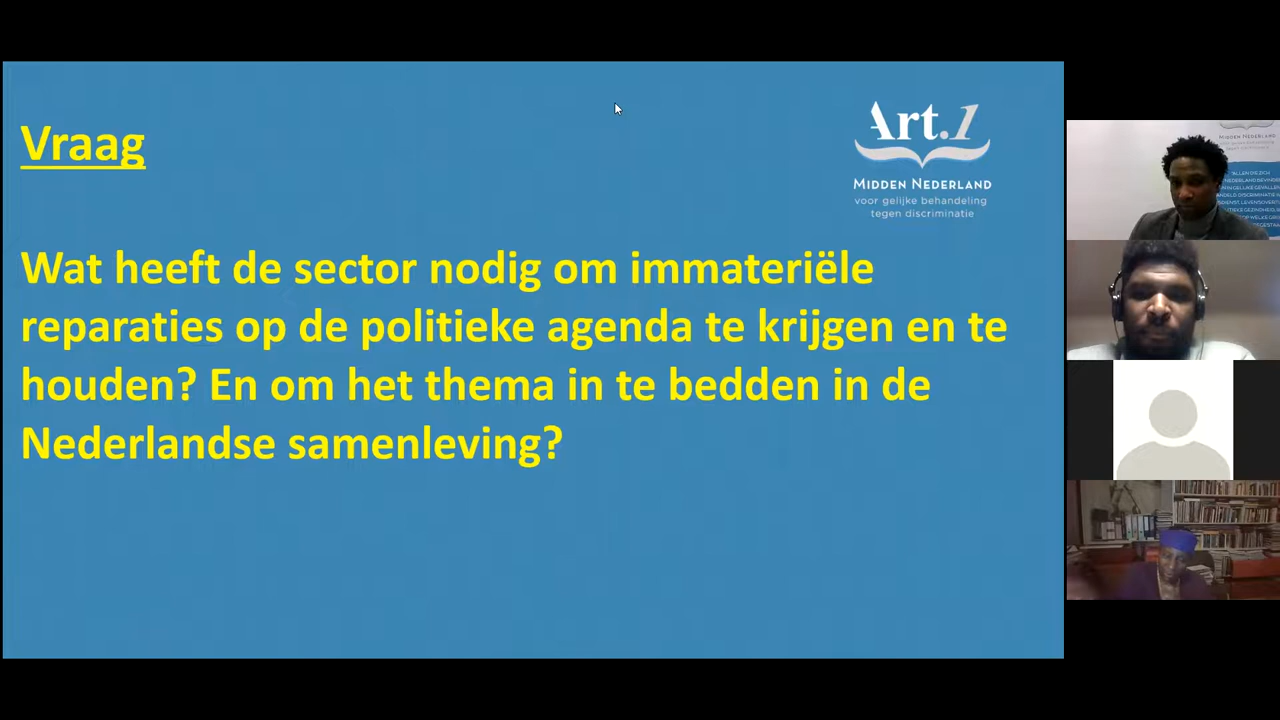 Vraag
Art.1
MIDDEN NEDERLAND
voor gelijke behandeling
tegen discriminatie
Wat heeft de sector nodig om immateriële
reparaties op de politieke agenda te krijgen en te
houden? En om het thema in te bedden in de
Nederlandse samenleving?
MIDDEN NEDERLAND